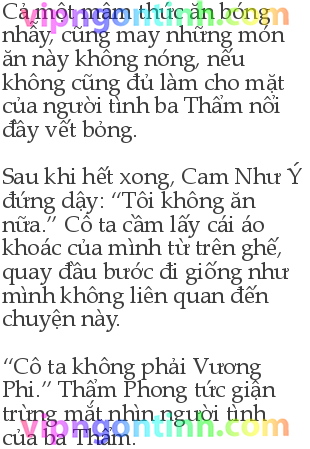 Cả một mâm thức ăn bóng
nhẫy, cũng may những món
ăn này không nóng, nếu
không cũng đủ làm cho mặt
của người tình ba Thẩm nổi
đầy vết bỏng.
Sau khi hết xong, Cam Như Ý
đứng dậy: “Tôi không ăn
nữa.” Cô ta cầm lấy cái áo
khoác của mình từ trên ghế,
quay đầu bước đi giống như
mình không liên quan đến
chuyện này.
“Cô ta không phải Vương
Phi.” Thẩm Phong tức giận
trừng mắt nhìn người tình
của ba Thẩm.
vipngontinh.com
vipngontinh.com